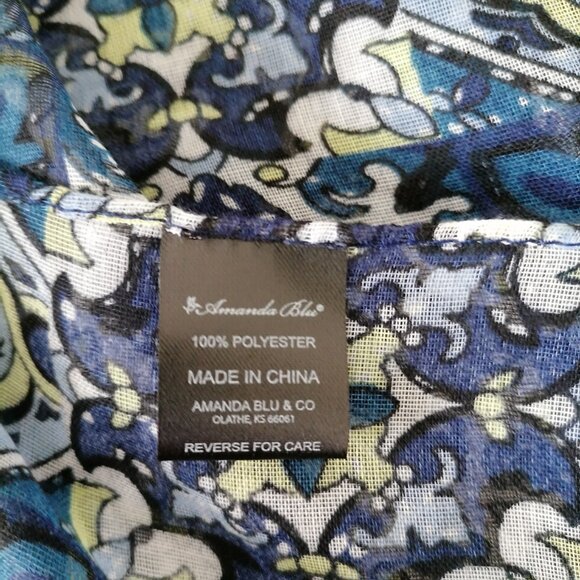 Amanda Blu®
100% POLYESTER
MADE IN CHINA
AMANDA BLU & CO
OLATHE, KS 66061
REVERSE FOR CARE